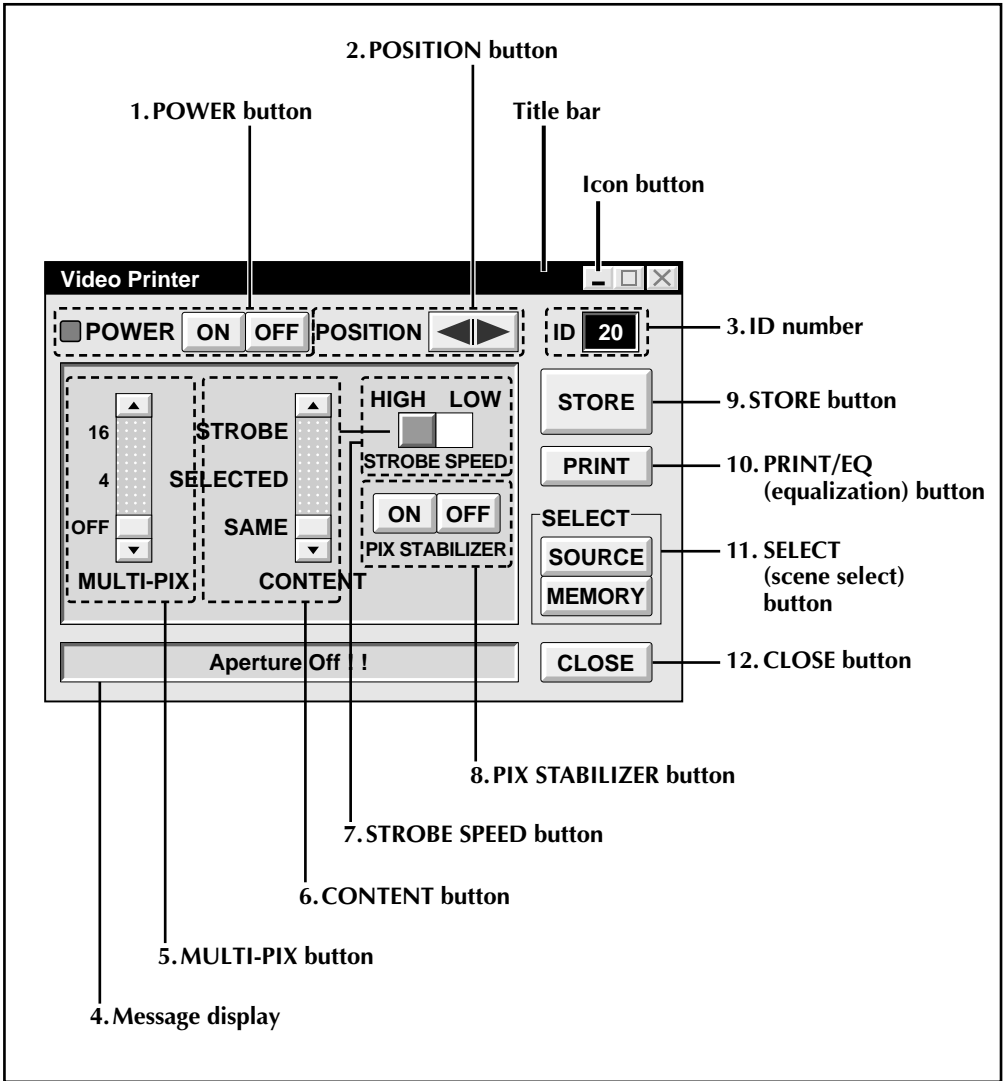 2. POSITION button
1. POWER button
Title bar
Icon button
Video Printer
POWER ON OFF POSITION ID 20
3. ID number
HIGH LOW
STORE
9. STORE button
16
STROBE
STROBE SPEED
PRINT
10. PRINT/EQ
(equalization) button
4
SELECTED
ON OFF
SELECT
OFF
SAME
PIX STABILIZER
SOURCE
11. SELECT
(scene select)
button
MULTI-PIX
CONTENT
MEMORY
Aperture Off ! !
CLOSE
12. CLOSE button
8. PIX STABILIZER button
7. STROBE SPEED button
6. CONTENT button
5. MULTI-PIX button
4. Message display